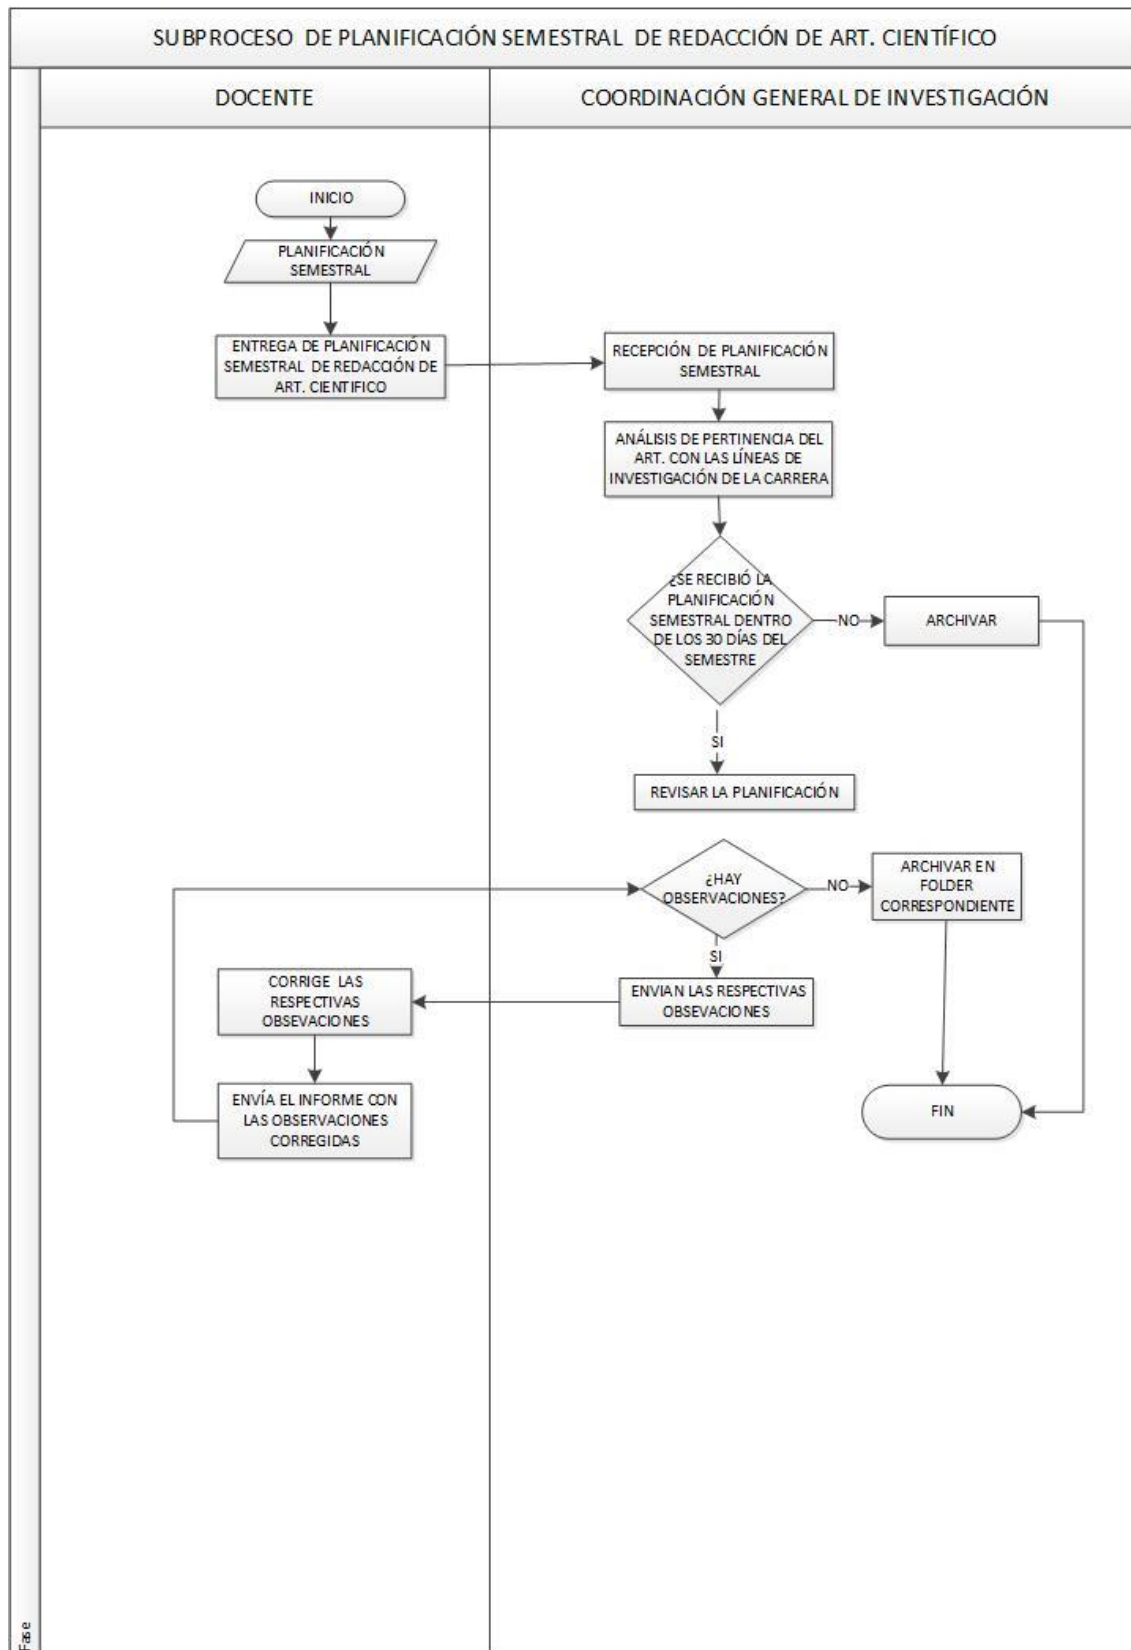 SUBPROCESO DE PLANIFICACIÓN SEMESTRAL DE REDACCIÓN DE ART. CIENTÍFICO
DOCENTE
COORDINACIÓN GENERAL DE INVESTIGACIÓN
INICIO
PLANIFICACIÓN
SEMESTRAL
ENTREGA DE PLANIFICACIÓN
SEMESTRAL DE REDACCIÓN DE
ART. CIENTIFICO
RECEPCIÓN DE PLANIFICACIÓN
SEMESTRAL
ANÁLISIS DE PERTINENCIA DEL
ART. CON LAS LÍNEAS DE
INVESTIGACIÓN DE LA CARRERA
¿SE RECIBIÓ LA
PLANIFICACIÓN
SEMESTRAL DENTRO
DE LOS 30 DÍAS DEL
SEMESTRE
NO
ARCHIVAR
SI
REVISAR LA PLANIFICACIÓN
¿HAY
OBSERVACIONES?
NO
ARCHIVAR EN
FOLDER
CORRESPONDIENTE
SI
ENVIAN LAS RESPECTIVAS
OBSEVACIONES
CORRIGE LAS
RESPECTIVAS
OBSEVACIONES
ENVÍA EL INFORME CON
LAS OBSERVACIONES
CORREGIDAS
FIN
Fase